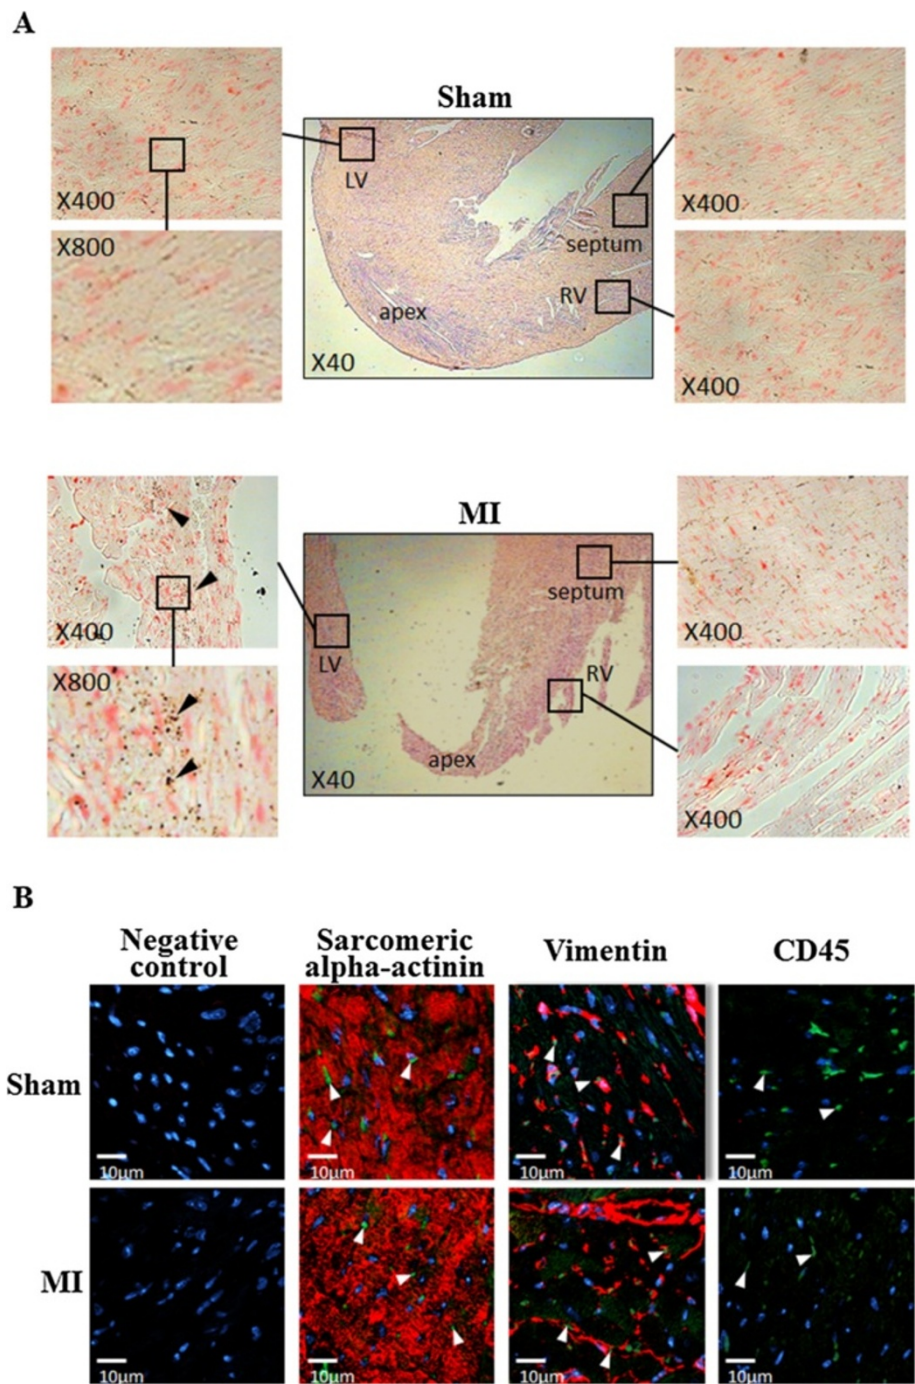 A
Sham
X400
X800
LV
septum
RV
apex
X40
X400
X400
MI
X400
X800
LV
septum
RV
apex
X40
X400
X400
B
Negative control
Sarcomeric alpha-actinin
Vimentin
CD45
Sham
10μm
10μm
10μm
10μm
MI
10μm
10μm
10μm
10μm